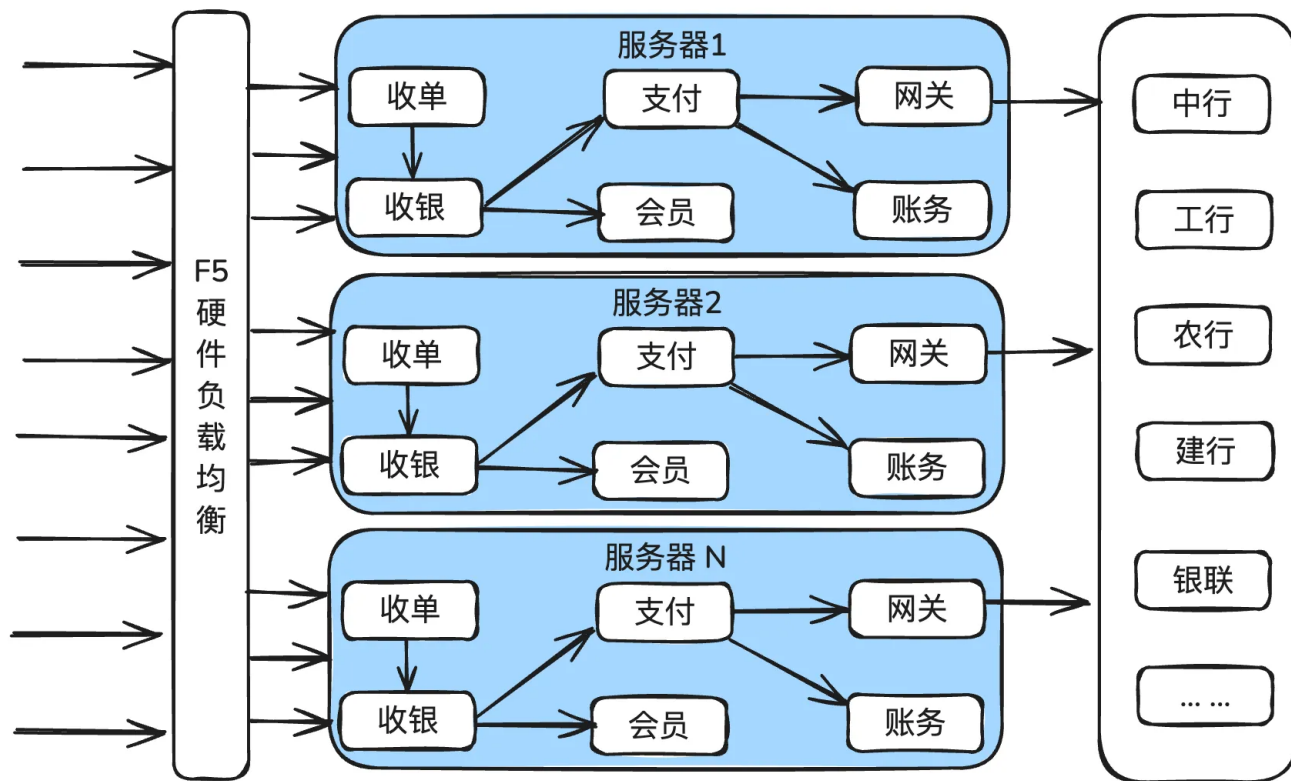 F5
硬
件
负
载
均
衡
服务器1
收单
支付
网关
收银
会员
账务
服务器2
收单
支付
网关
收银
会员
账务
服务器 N
收单
支付
网关
收银
会员
账务
中行
工行
农行
建行
银联
... ...